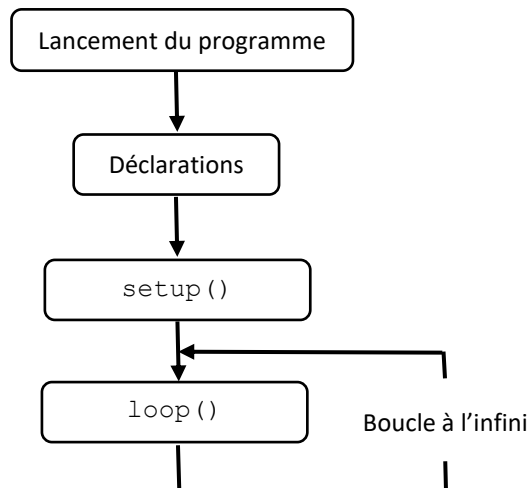 Lancement du programme
Déclarations
setup()
loop()
Boucle à l’infini